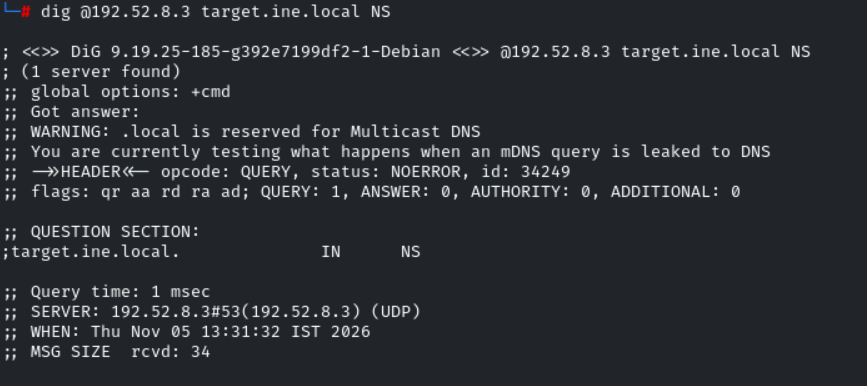 └─# dig @192.52.8.3 target.ine.local NS
; <<>> DiG 9.19.25-185-g392e7199df2-1-Debian <<>> @192.52.8.3 target.ine.local NS
; (1 server found)
;; global options: +cmd
;; Got answer:
;; WARNING: .local is reserved for Multicast DNS
;; You are currently testing what happens when an mDNS query is leaked to DNS
;; ->>HEADER<<- opcode: QUERY, status: NOERROR, id: 34249
;; flags: qr aa rd ra ad; QUERY: 1, ANSWER: 0, AUTHORITY: 0, ADDITIONAL: 0
;; QUESTION SECTION:
;target.ine.local. IN NS
;; Query time: 1 msec
;; SERVER: 192.52.8.3#53(192.52.8.3) (UDP)
;; WHEN: Thu Nov 05 13:31:32 IST 2026
;; MSG SIZE rcvd: 34